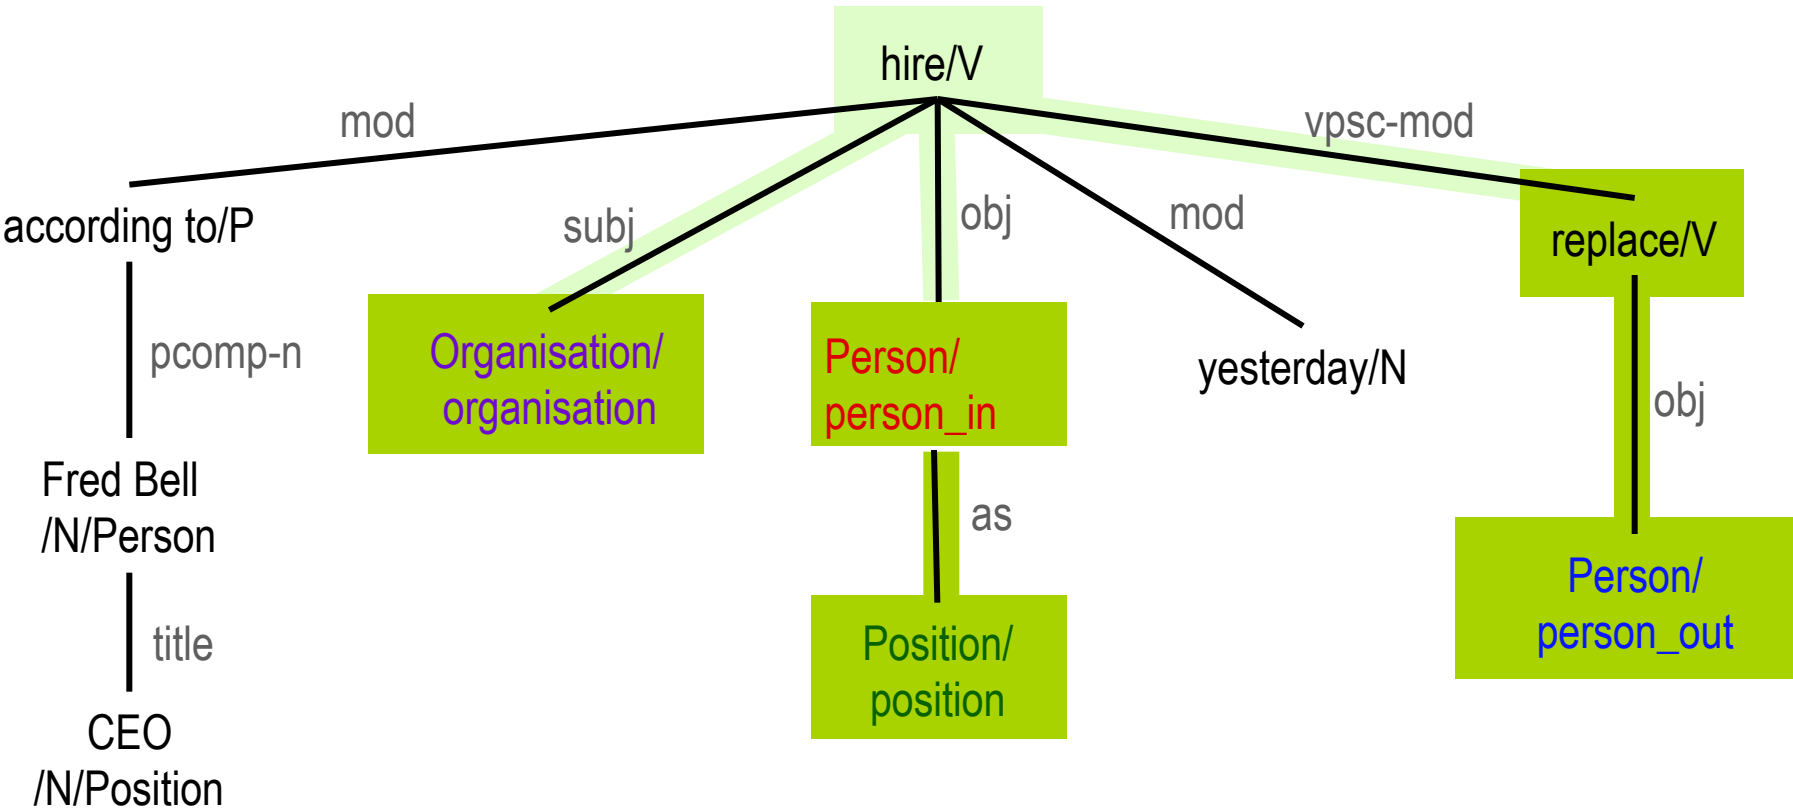 hire/V
mod
vpsc-mod
according to/P
subj
obj
mod
replace/V
pcomp-n
Organisation/
organisation
Person/
person_in
yesterday/N
obj
Fred Bell
/N/Person
as
title
Position/
position
Person/
person_out
CEO
/N/Position